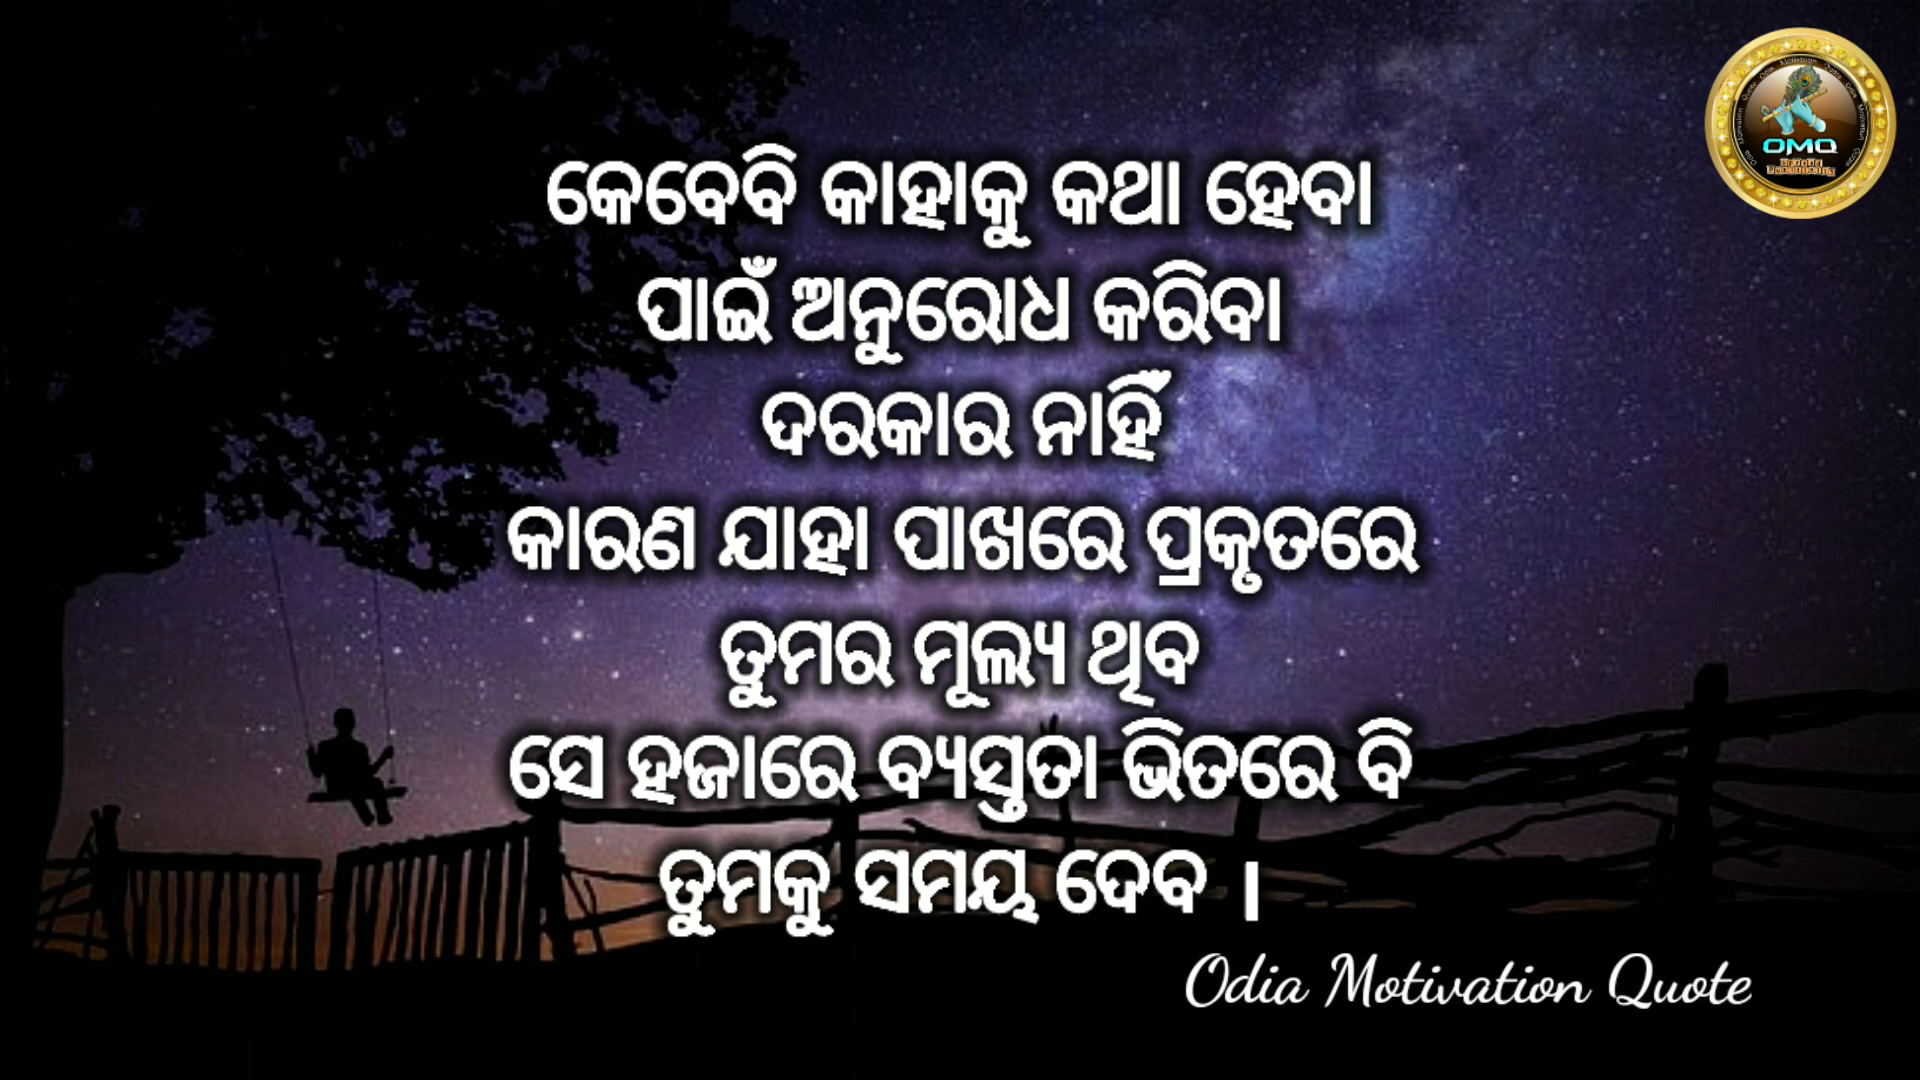 କେବେବି କାହାକୁ କଥା ହେବା
ପାଇଁ ଅନୁରୋଧ କରିବା
ଦରକାର ନାହିଁ
କାରଣ ଯାହା ପାଖରେ ପ୍ରକୃତରେ
ତୁମର ମୂଲ୍ୟ ଥିବ
ସେ ହଜାରେ ବ୍ୟସ୍ତତା ଭିତରେ ବି
ତୁମକୁ ସମୟ ଦେବ ।
Odia Motivation Quote
OMQ